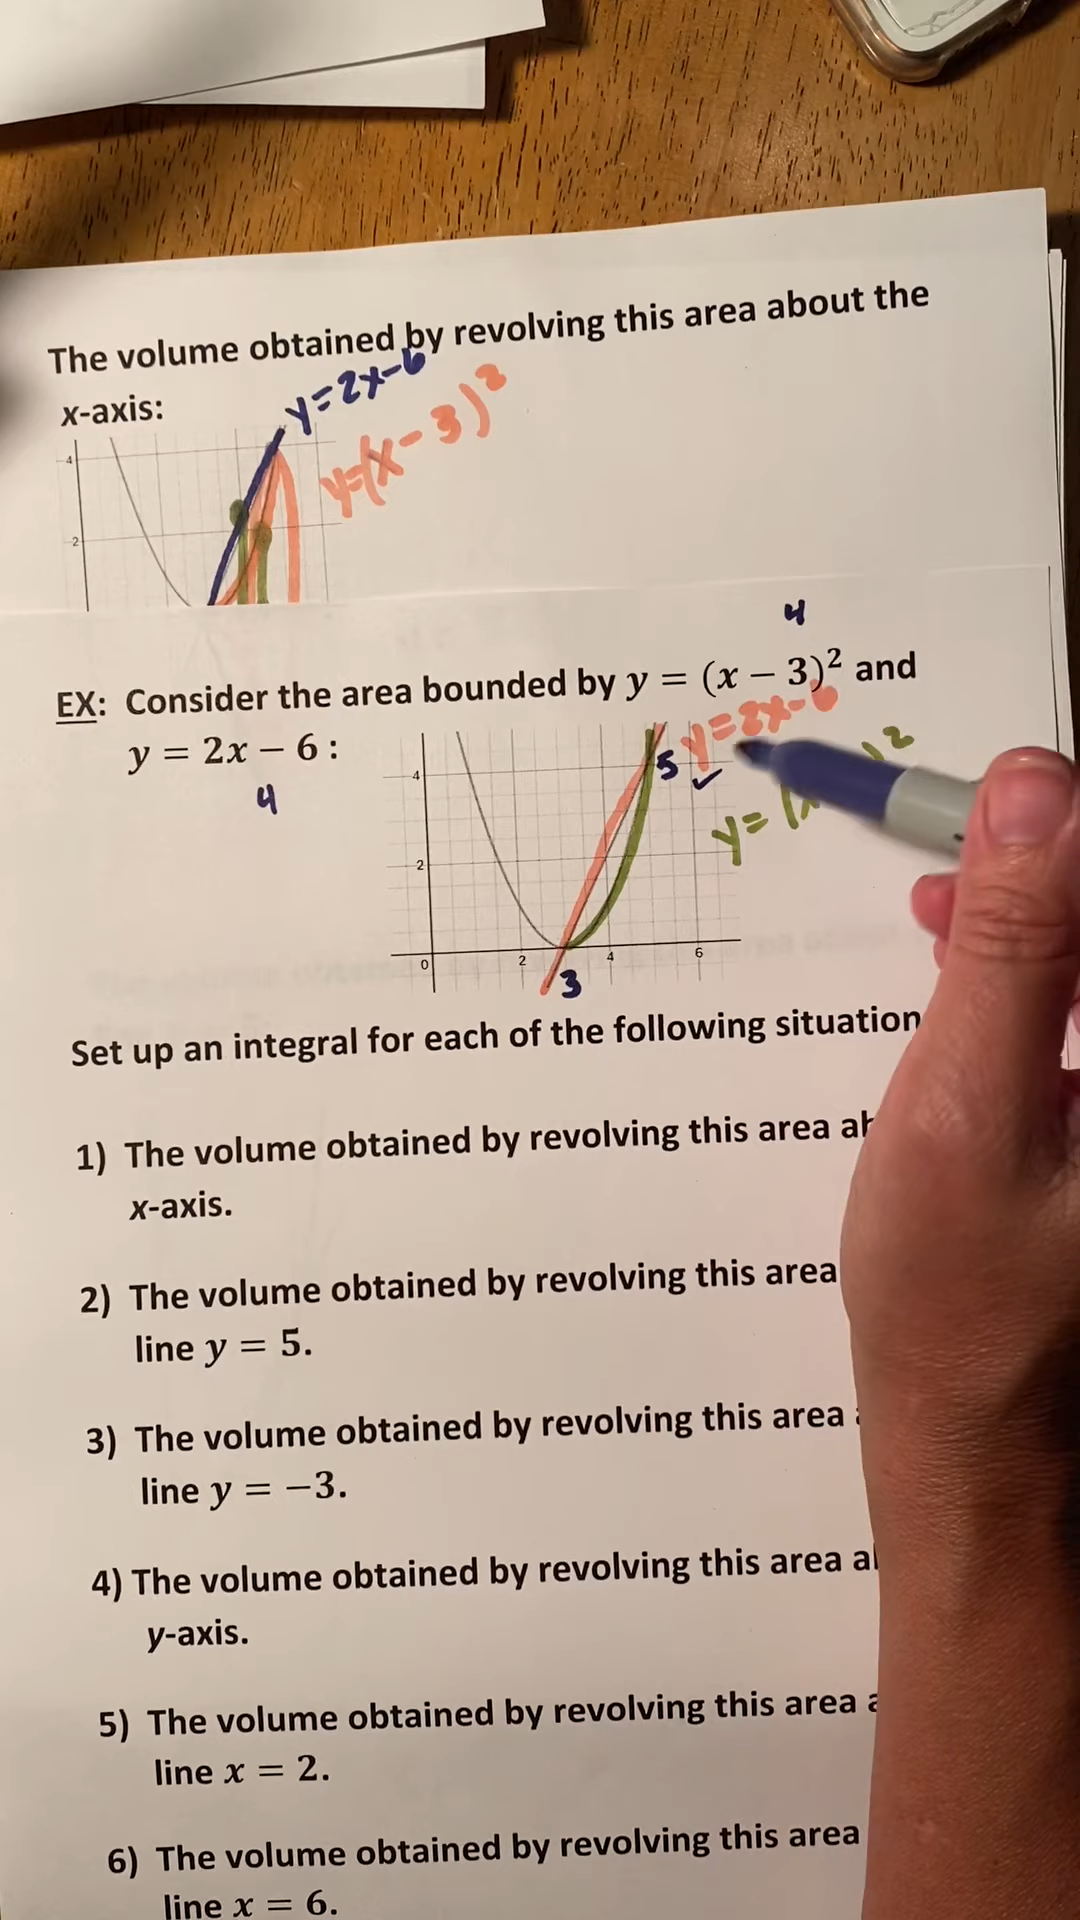 The volume obtained by revolving this area about the
x-axis:
y=2x-6
y=(x-3)²
4
2
4
EX: Consider the area bounded by y = (x − 3)² and
y = 2x − 6 :
4
y=2x-6
5
y=
)²
4
2
0
2
4
6
3
Set up an integral for each of the following situation
1) The volume obtained by revolving this area
x-axis.
2) The volume obtained by revolving this area
line y = 5.
3) The volume obtained by revolving this area
line y = −3.
4) The volume obtained by revolving this area
y-axis.
5) The volume obtained by revolving this area
line x = 2.
6) The volume obtained by revolving this area
line x = 6.